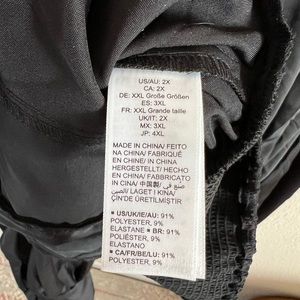 US/AU: 2X
CA: 2X
DE: XXL Große Größen
ES: 3XL
FR: XXL Grande taille
UK/IT: 2X
MX: 3XL
JP: 4XL
MADE IN CHINA/ FEITO
NA CHINA/ FABRIQUÉ
EN CHINE/ IN CHINA
HERGESTELLT/ HECHO
EN CHINA/ FABBRICATO
IN CINA/ 中国製/ صنع في
الصين/ LAGET I KINA/
ÇİN'DE ÜRETİLMİŞTİR
■ US/UK/IE/AU: 91%
POLYESTER, 9%
ELASTANE ■ BR: 91%
POLIÉSTER, 9%
ELASTANO
■ CA/FR/BE/LU: 91%
POLYESTER, 9%